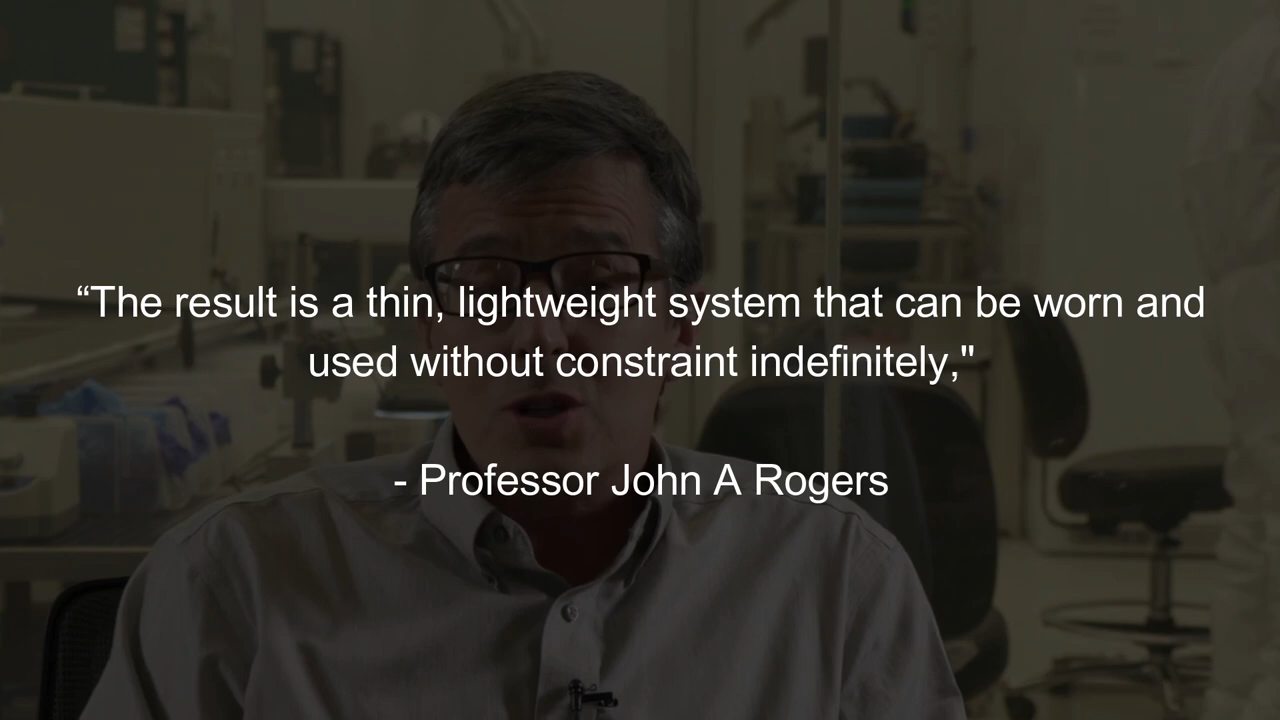 “The result is a thin, lightweight system that can be worn and
used without constraint indefinitely,"
- Professor John A Rogers